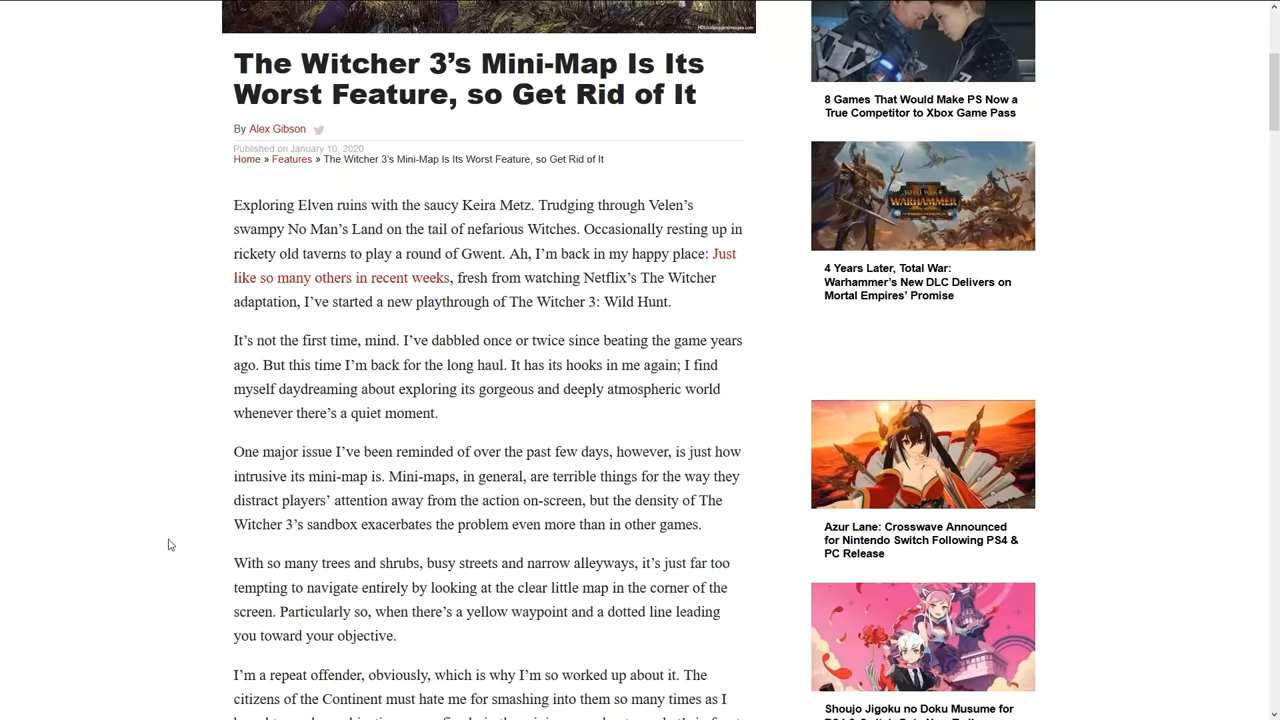 The Witcher 3’s Mini-Map Is Its
Worst Feature, so Get Rid of It
By Alex Gibson
Published on January 10, 2020
Home » Features » The Witcher 3’s Mini-Map Is Its Worst Feature, so Get Rid of It
Exploring Elven ruins with the saucy Keira Metz. Trudging through Velen’s
swampy No Man’s Land on the tail of nefarious Witches. Occasionally resting up in
rickety old taverns to play a round of Gwent. Ah, I’m back in my happy place: Just
like so many others in recent weeks, fresh from watching Netflix’s The Witcher
adaptation, I’ve started a new playthrough of The Witcher 3: Wild Hunt.
It’s not the first time, mind. I’ve dabbled once or twice since beating the game years
ago. But this time I’m back for the long haul. It has its hooks in me again; I find
myself daydreaming about exploring its gorgeous and deeply atmospheric world
whenever there’s a quiet moment.
One major issue I’ve been reminded of over the past few days, however, is just how
intrusive its mini-map is. Mini-maps, in general, are terrible things for the way they
distract players’ attention away from the action on-screen, but the density of The
Witcher 3’s sandbox exacerbates the problem even more than in other games.
With so many trees and shrubs, busy streets and narrow alleyways, it’s just far too
tempting to navigate entirely by looking at the clear little map in the corner of the
screen. Particularly so, when there’s a yellow waypoint and a dotted line leading
you toward your objective.
I’m a repeat offender, obviously, which is why I’m so worked up about it. The
citizens of the Continent must hate me for smashing into them so many times as I
8 Games That Would Make PS Now a
True Competitor to Xbox Game Pass
TOTAL WAR
WARHAMMER
4 Years Later, Total War:
Warhammer’s New DLC Delivers on
Mortal Empires’ Promise
Azur Lane: Crosswave Announced
for Nintendo Switch Following PS4 &
PC Release
Shoujo Jigoku no Doku Musume for